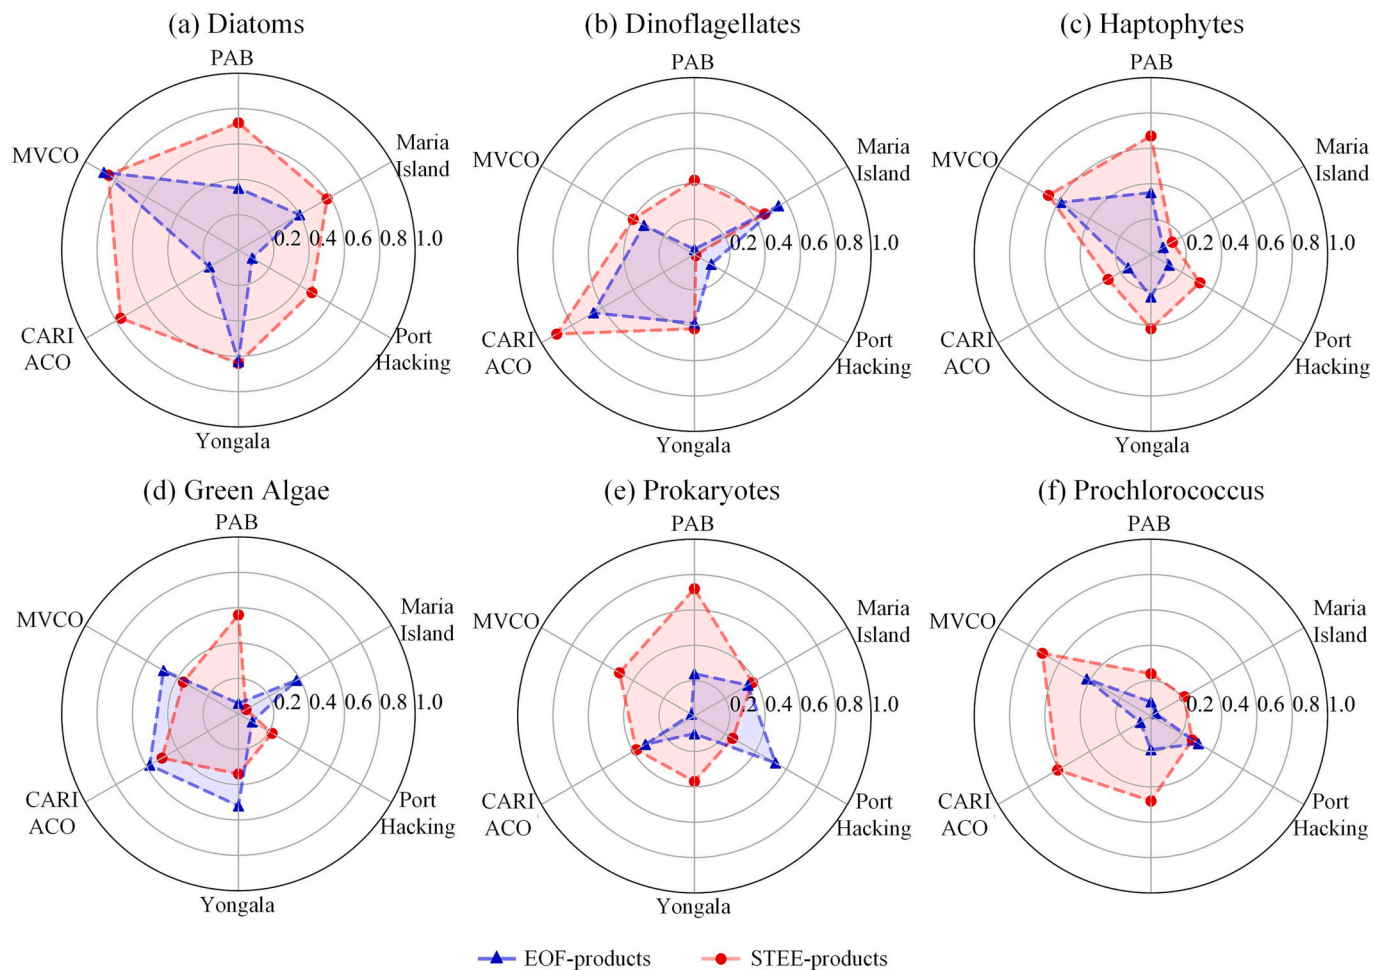 (a) Diatoms
(b) Dinoflagellates
(c) Haptophytes
PAB
Maria
Island
MVCO
0.2 0.4 0.6 0.8 1.0
CARI
ACO
Port
Hacking
Yongala
PAB
Maria
Island
MVCO
0.2 0.4 0.6 0.8 1.0
CARI
ACO
Port
Hacking
Yongala
PAB
Maria
Island
MVCO
0.2 0.4 0.6 0.8 1.0
CARI
ACO
Port
Hacking
Yongala
(d) Green Algae
(e) Prokaryotes
(f) Prochlorococcus
PAB
Maria
Island
MVCO
0.2 0.4 0.6 0.8 1.0
CARI
ACO
Port
Hacking
Yongala
PAB
Maria
Island
MVCO
0.2 0.4 0.6 0.8 1.0
CARI
ACO
Port
Hacking
Yongala
PAB
Maria
Island
MVCO
0.2 0.4 0.6 0.8 1.0
CARI
ACO
Port
Hacking
EOF-products
STEE-products